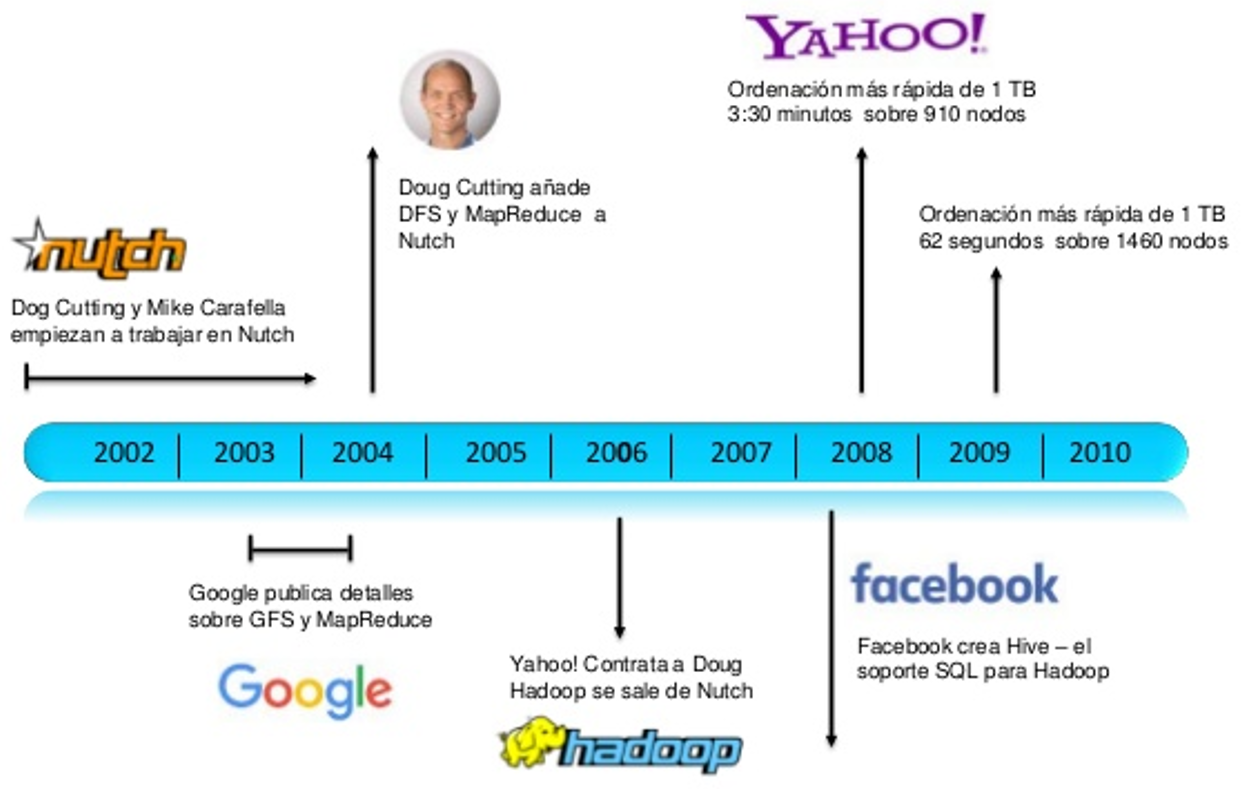 YAHOO!
Ordenación más rápida de 1 TB
3:30 minutos sobre 910 nodos
Doug Cutting añade
DFS y MapReduce a
Nutch
Ordenación más rápida de 1 TB
62 segundos sobre 1460 nodos
nutch
Dog Cutting y Mike Carafella
empiezan a trabajar en Nutch
2002 2003 2004 2005 2006 2007 2008 2009 2010
Google publica detalles
sobre GFS y MapReduce
Google
Yahoo! Contrata a Doug
Hadoop se sale de Nutch
hadoop
facebook
Facebook crea Hive – el
soporte SQL para Hadoop